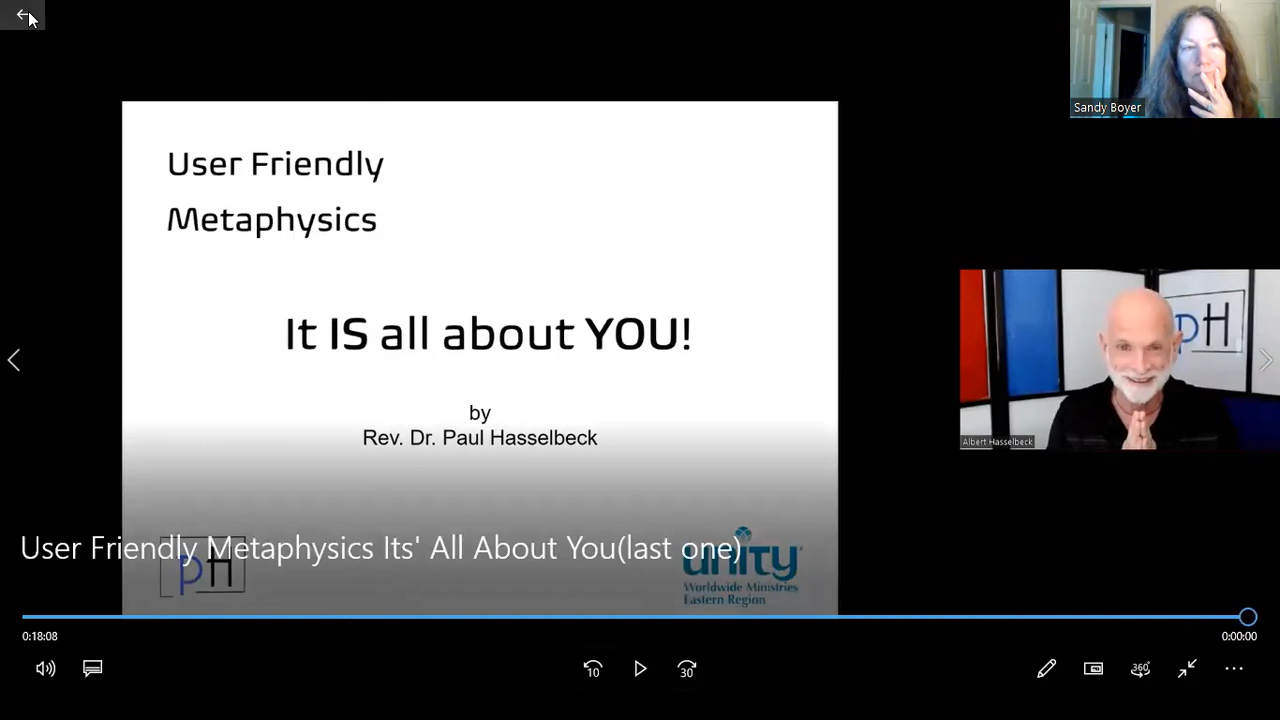 Sandy Boyer
User Friendly
Metaphysics
It IS all about YOU!
by
Rev. Dr. Paul Hasselbeck
pH
Albert Hasselbeck
User Friendly Metaphysics Its' All About You(last one)
pH
unity
Worldwide Ministries
Eastern Region
0:18:08
0:00:00
10
30
360